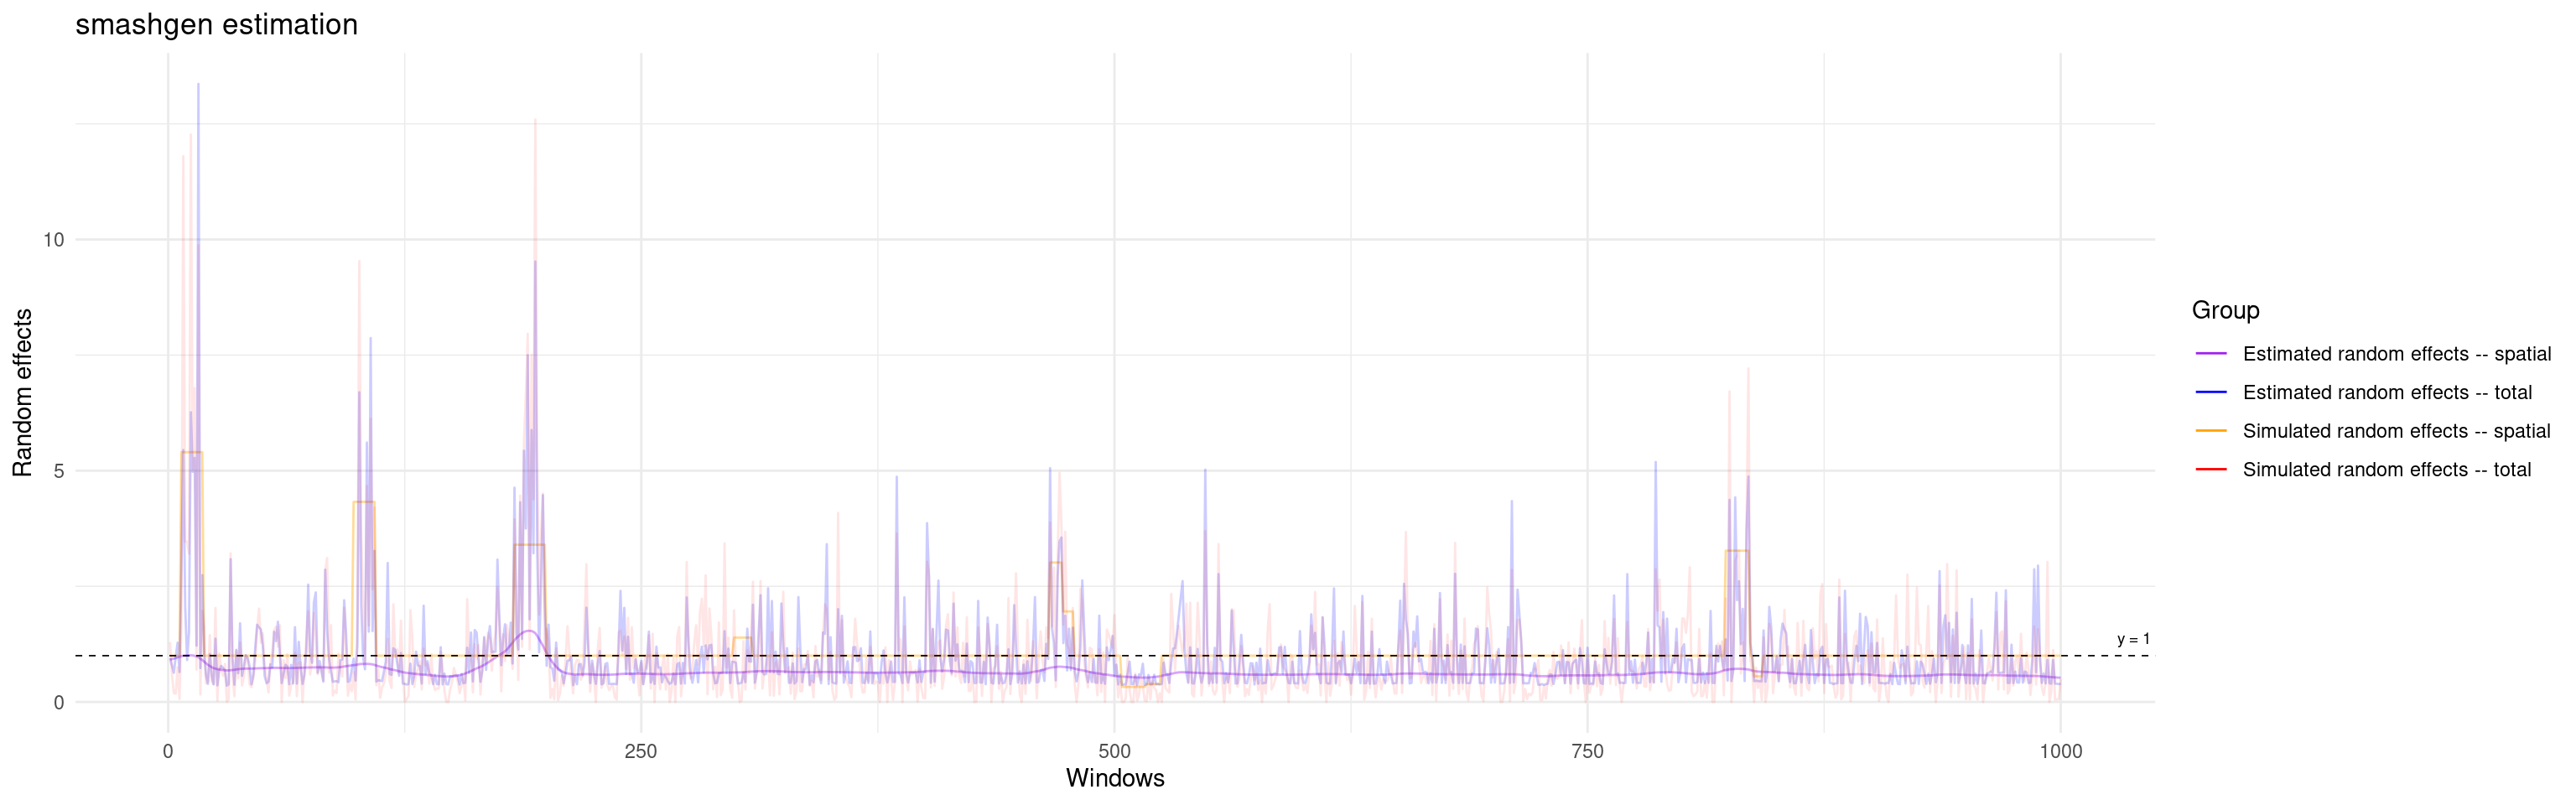 smashgen estimation
Random effects
10
5
0
y = 1
0
250
500
750
1000
Windows
Group
Estimated random effects -- spatial
Estimated random effects -- total
Simulated random effects -- spatial
Simulated random effects -- total